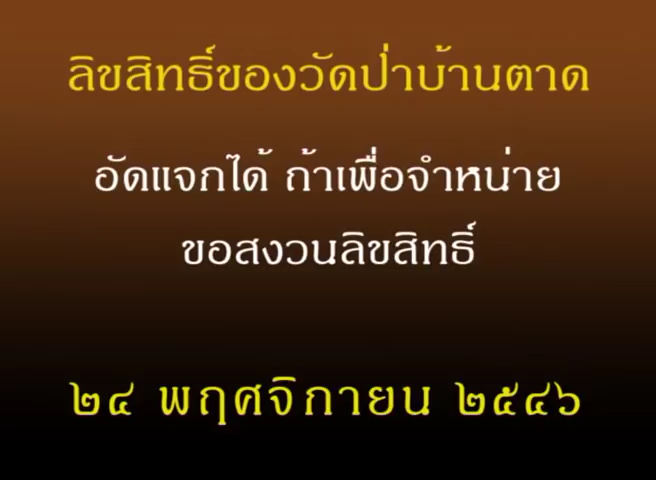 ลิขสิทธิ์ของวัดป่าบ้านตาด
อัดแจกได้ ถ้าเพื่อจำหน่าย
ขอสงวนลิขสิทธิ์
๒๔ พฤศจิกายน ๒๕๔๖